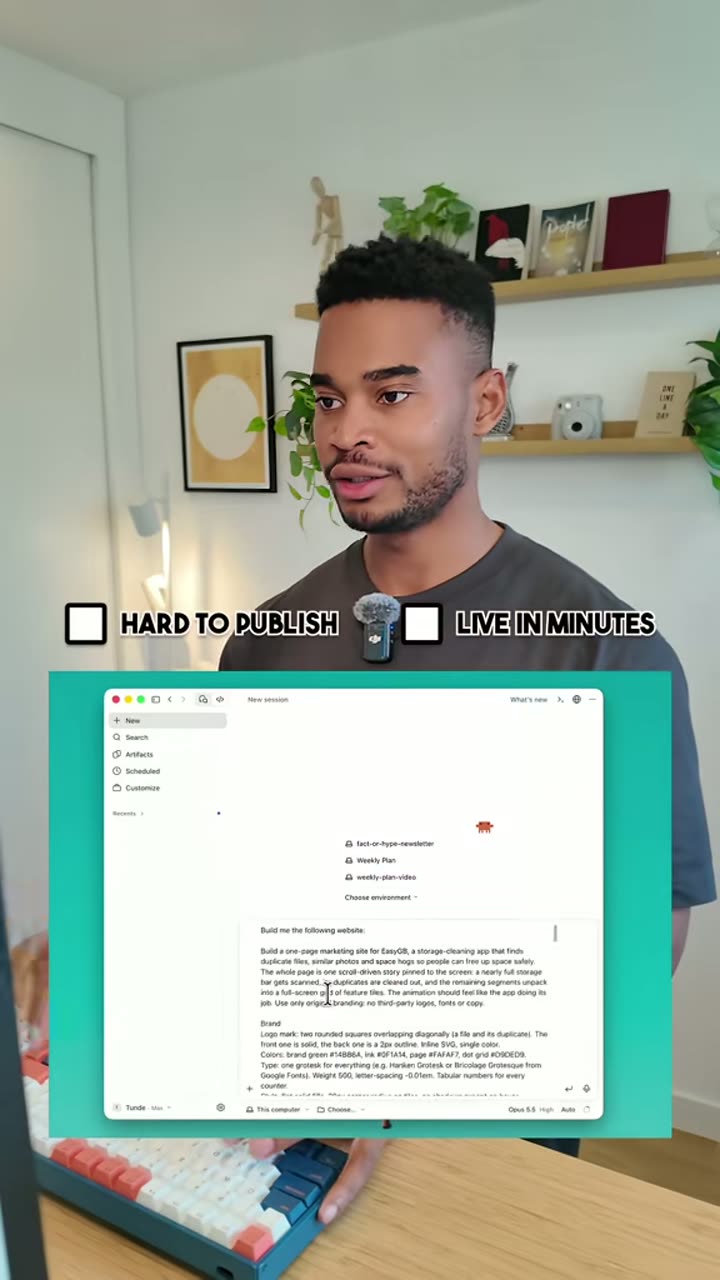 Poplet
ONE
LINE
A
DAY
HARD TO PUBLISH
LIVE IN MINUTES
dji
New session
What's new
New
Search
Artifacts
Scheduled
Customize
Recents
fact-or-hype-newsletter
Weekly Plan
weekly-plan-video
Choose environment
Build me the following website:
Build a one-page marketing site for EasyGB, a storage-cleaning app that finds
duplicate files, similar photos and space hogs so people can free up space safely.
The whole page is one scroll-driven story pinned to the screen: a nearly full storage
bar gets scanned, duplicates are cleared out, and the remaining segments unpack
into a full-screen of feature tiles. The animation should feel like the app doing its
job. Use only original branding: no third-party logos, fonts or copy.
Brand
Logo mark: two rounded squares overlapping diagonally (a file and its duplicate). The
front one is solid, the back one is a 2px outline. Inline SVG, single color.
Colors: brand green #14B86A, ink #0F1A14, page #FAFAF7, dot grid #D9DED9.
Type: one grotesk for everything (e.g. Hanken Grotesk or Bricolage Grotesque from
Google Fonts). Weight 500, letter-spacing -0.01em. Tabular numbers for every
counter.
Tunde · Max
This computer
Choose...
Opus 5.5 High Auto